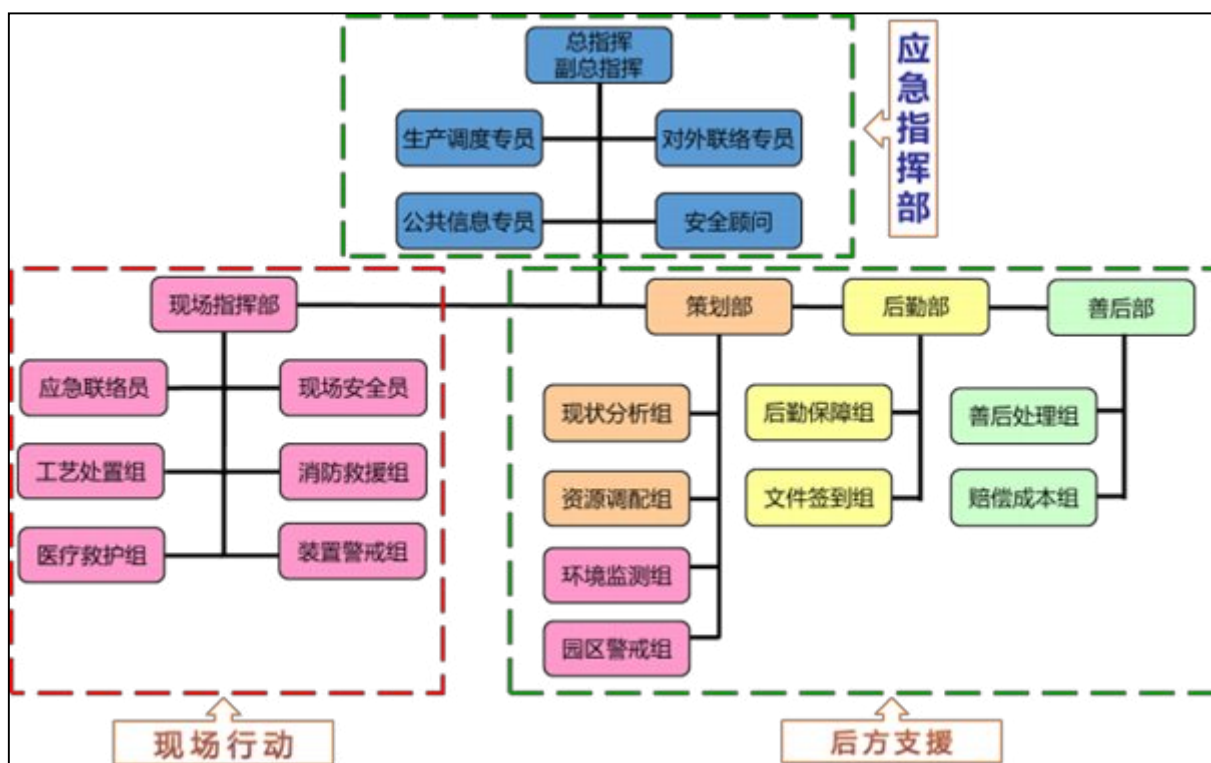 总指挥
副总指挥
应急指挥部
生产调度专员
对外联络专员
公共信息专员
安全顾问
现场指挥部
策划部
后勤部
善后部
应急联络员
现场安全员
现状分析组
后勤保障组
善后处理组
工艺处置组
消防救援组
资源调配组
文件签到组
赔偿成本组
医疗救护组
装置警戒组
环境监测组
园区警戒组
现场行动
后方支援